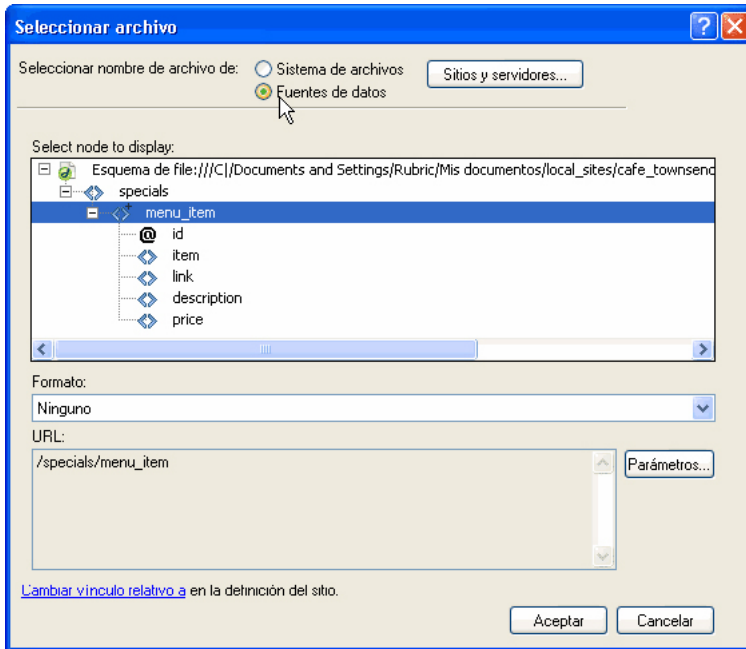 Seleccionar archivo
Seleccionar nombre de archivo de: Sistema de archivos Sitios y servidores...
Fuentes de datos
Select node to display:
Esquema de file:///C|/Documents and Settings/Rubric/Mis documentos/local_sites/cafe_townsend
specials
menu_item
@ id
item
link
description
price
Formato:
Ninguno
URL:
/specials/menu_item
Parámetros...
Cambiar vínculo relativo a en la definición del sitio.
Aceptar Cancelar